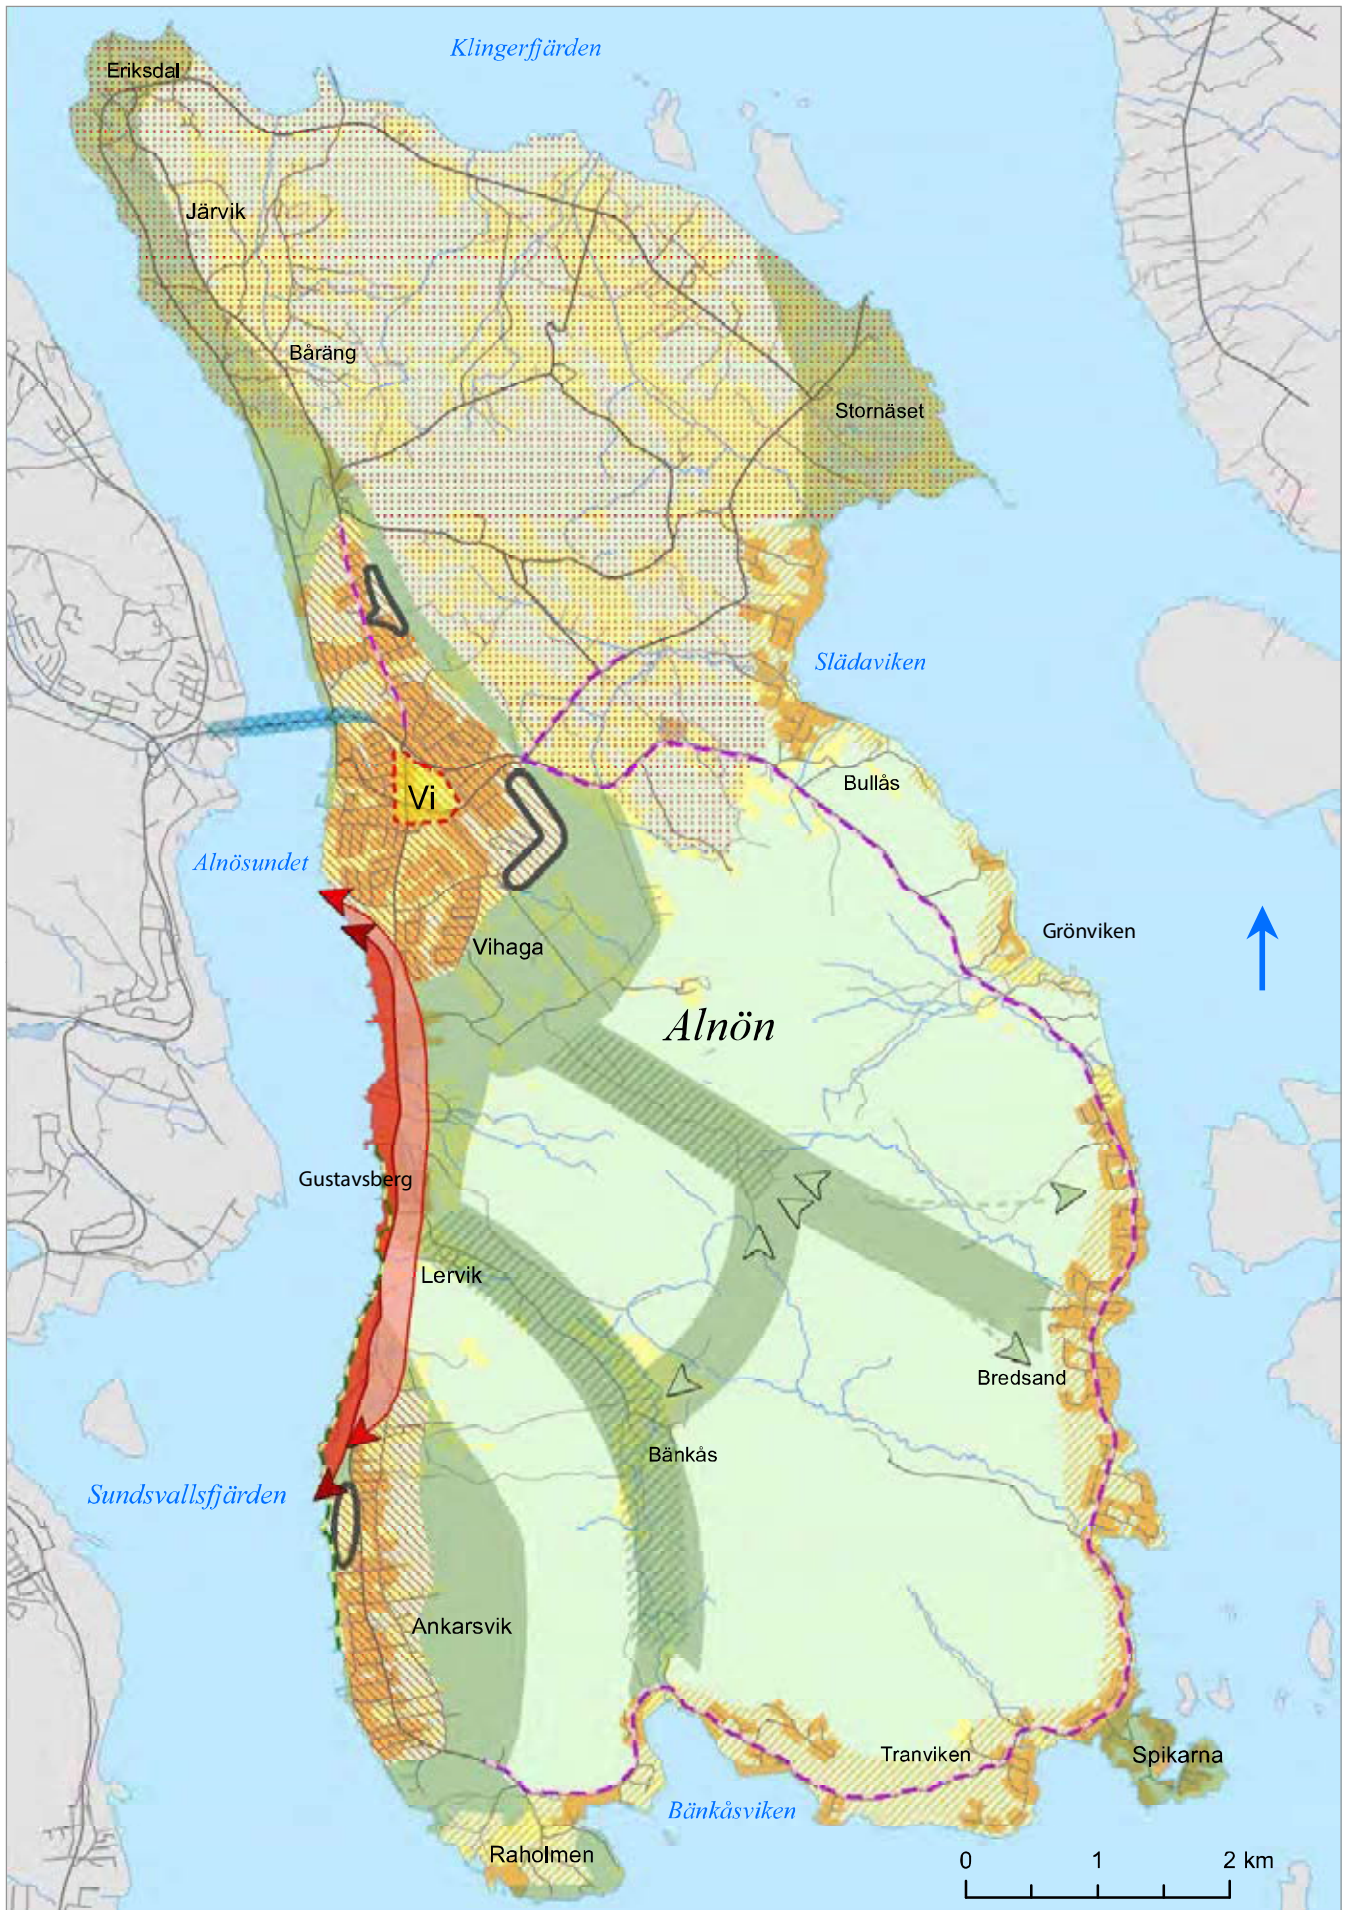 Klingerfjärden
Eriksdal
Järvik
Båräng
Stornäset
Slädaviken
Bullås
Vi
Alnösundet
Grönviken
Vihaga
Alnön
Gustavsberg
Lervik
Bredsand
Bänkås
Sundsvallsfjärden
Ankarsvik
Tranviken
Spikarna
Bänkåsviken
Raholmen
0 1 2 km